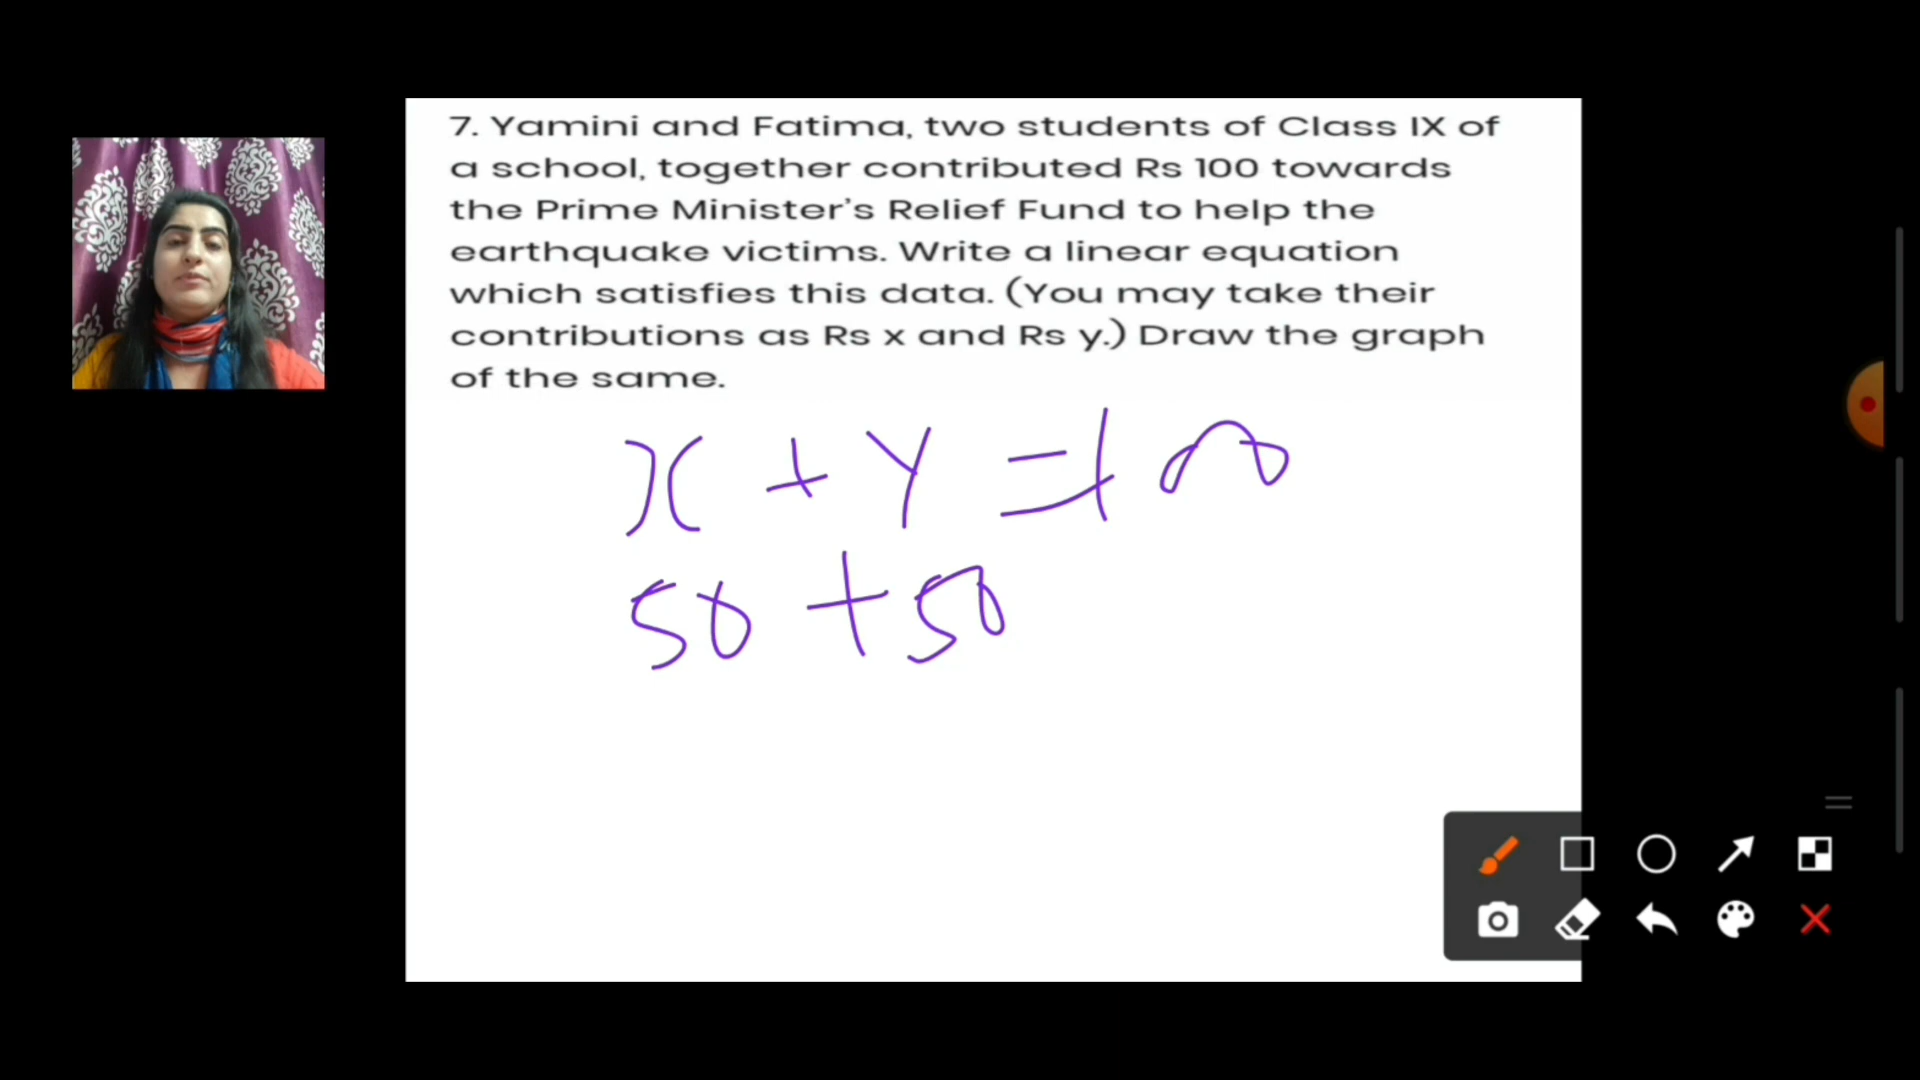 7. Yamini and Fatima, two students of Class IX of
a school, together contributed Rs 100 towards
the Prime Minister's Relief Fund to help the
earthquake victims. Write a linear equation
which satisfies this data. (You may take their
contributions as Rs x and Rs y.) Draw the graph
of the same.
x + y = 100
50 + 50